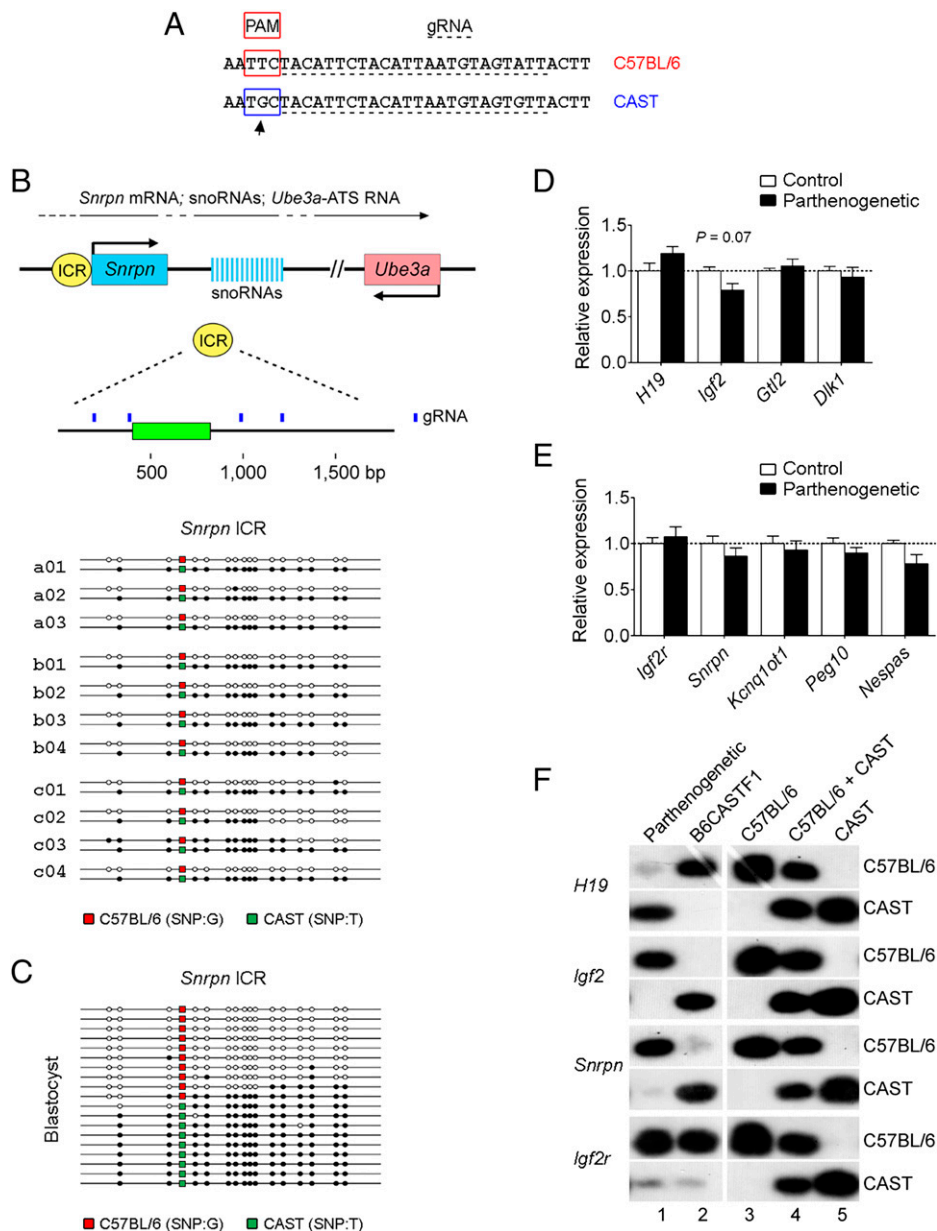 A
PAM
gRNA
AATTCTACATTCTACATTAATGTAGTATTACTT
C57BL/6
AATGCTACATTCTACATTAATGTAGTGTTACTT
CAST
B
Snrpn mRNA; snoRNAs; Ube3a-ATS RNA
ICR
Snrpn
snoRNAs
//
Ube3a
ICR
gRNA
500
1,000
1,500 bp
Snrpn ICR
a01
a02
a03
b01
b02
b03
b04
c01
c02
c03
c04
C57BL/6 (SNP:G)
CAST (SNP:T)
C
Snrpn ICR
Blastocyst
C57BL/6 (SNP:G)
CAST (SNP:T)
D
Control
Parthenogenetic
P = 0.07
Relative expression
1.5
1.0
0.5
0
H19
Igf2
Gtl2
Dlk1
E
Control
Parthenogenetic
Relative expression
1.5
1.0
0.5
0.0
Igf2r
Snrpn
Kcnq1ot1
Peg10
Nespas
F
Parthenogenetic
B6CASTF1
C57BL/6
C57BL/6 + CAST
CAST
H19
C57BL/6
CAST
Igf2
C57BL/6
CAST
Snrpn
C57BL/6
CAST
Igf2r
C57BL/6
CAST
1
2
3
4
5